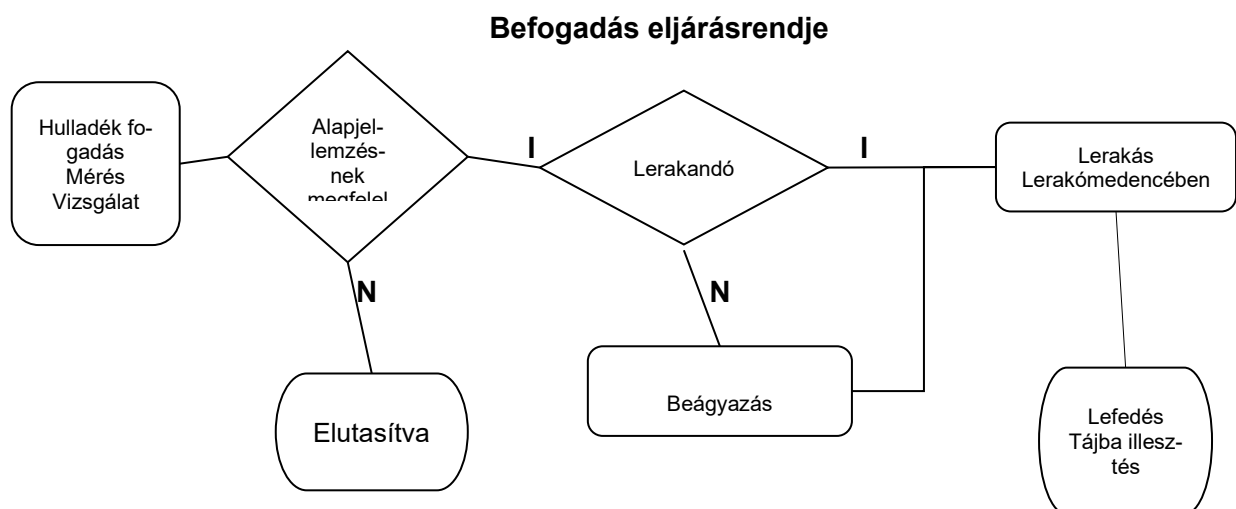 Befogadás eljárásrendje
Hulladék fo-
gadás
Mérés
Vizsgálat
Alapjel-
lemzés-
nek
megfelel
I
Lerakandó
I
Lerakás
Lerakómedencében
N
Elutasítva
N
Beágyazás
Lefedés
Tájba illesz-
tés